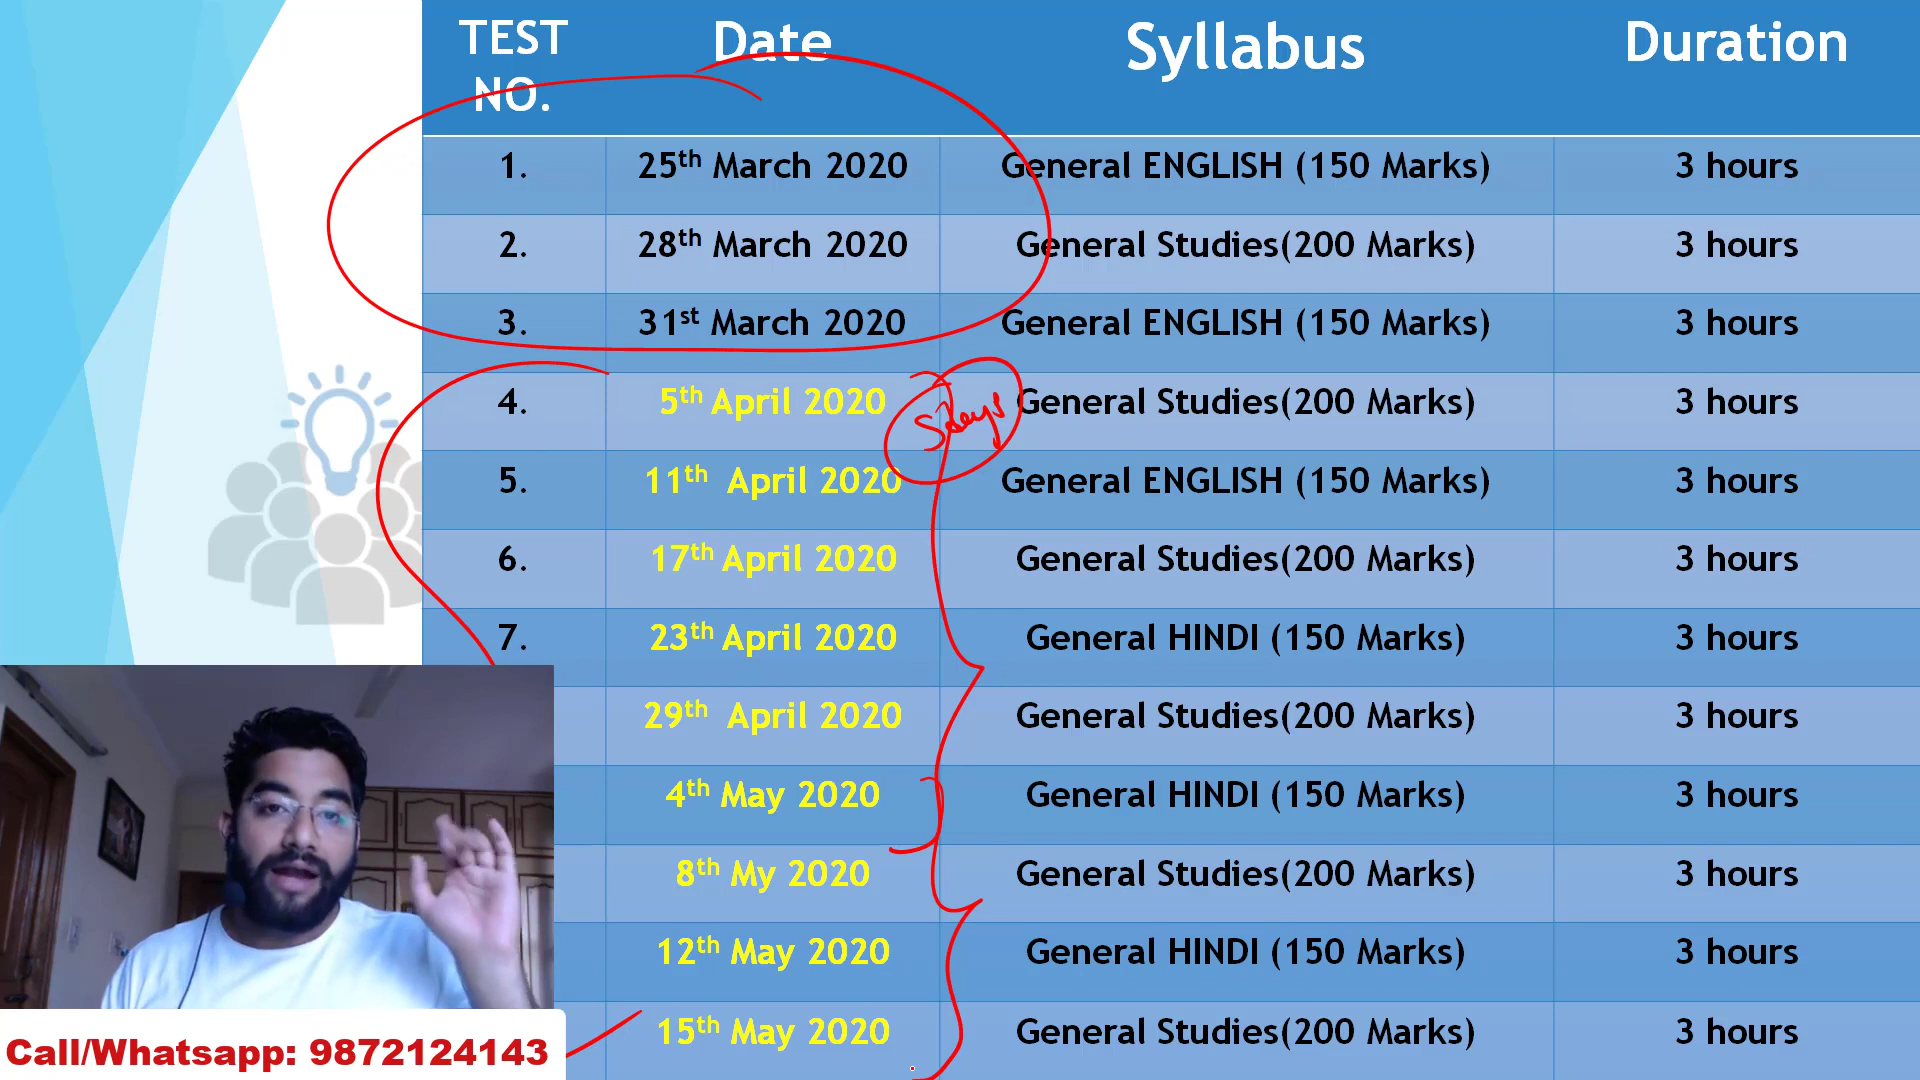 TEST NO. Date Syllabus Duration
1. 25th March 2020 General ENGLISH (150 Marks) 3 hours
2. 28th March 2020 General Studies(200 Marks) 3 hours
3. 31st March 2020 General ENGLISH (150 Marks) 3 hours
4. 5th April 2020 General Studies(200 Marks) 3 hours
5days
5. 11th April 2020 General ENGLISH (150 Marks) 3 hours
6. 17th April 2020 General Studies(200 Marks) 3 hours
7. 23th April 2020 General HINDI (150 Marks) 3 hours
29th April 2020 General Studies(200 Marks) 3 hours
4th May 2020 General HINDI (150 Marks) 3 hours
8th My 2020 General Studies(200 Marks) 3 hours
12th May 2020 General HINDI (150 Marks) 3 hours
15th May 2020 General Studies(200 Marks) 3 hours
Call/Whatsapp: 9872124143